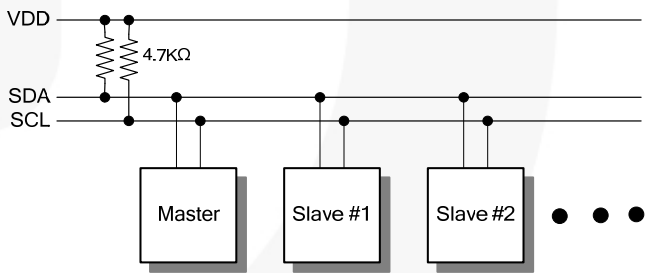 VDD
4.7KΩ
SDA
SCL
Master
Slave #1
Slave #2